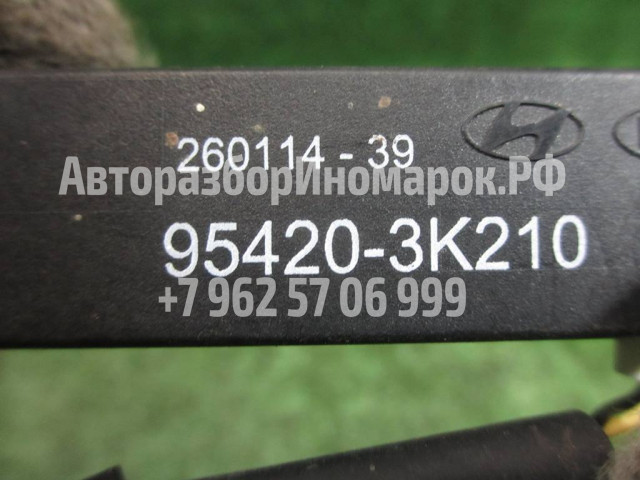 260114 - 39
АвторазборИномарок.РФ
95420-3K210
+7 962 57 06 999